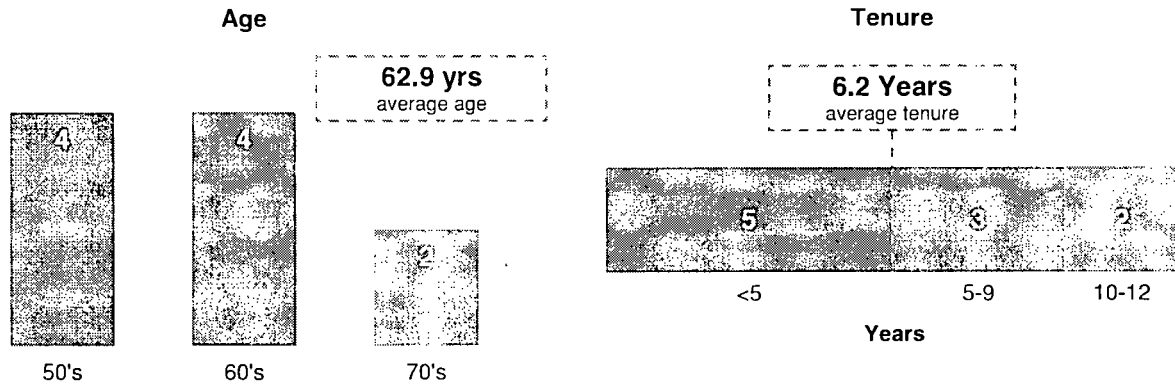 Age
62.9 yrs
average age
4
4
2
50's
60's
70's
Tenure
6.2 Years
average tenure
5
3
2
<5
5-9
10-12
Years